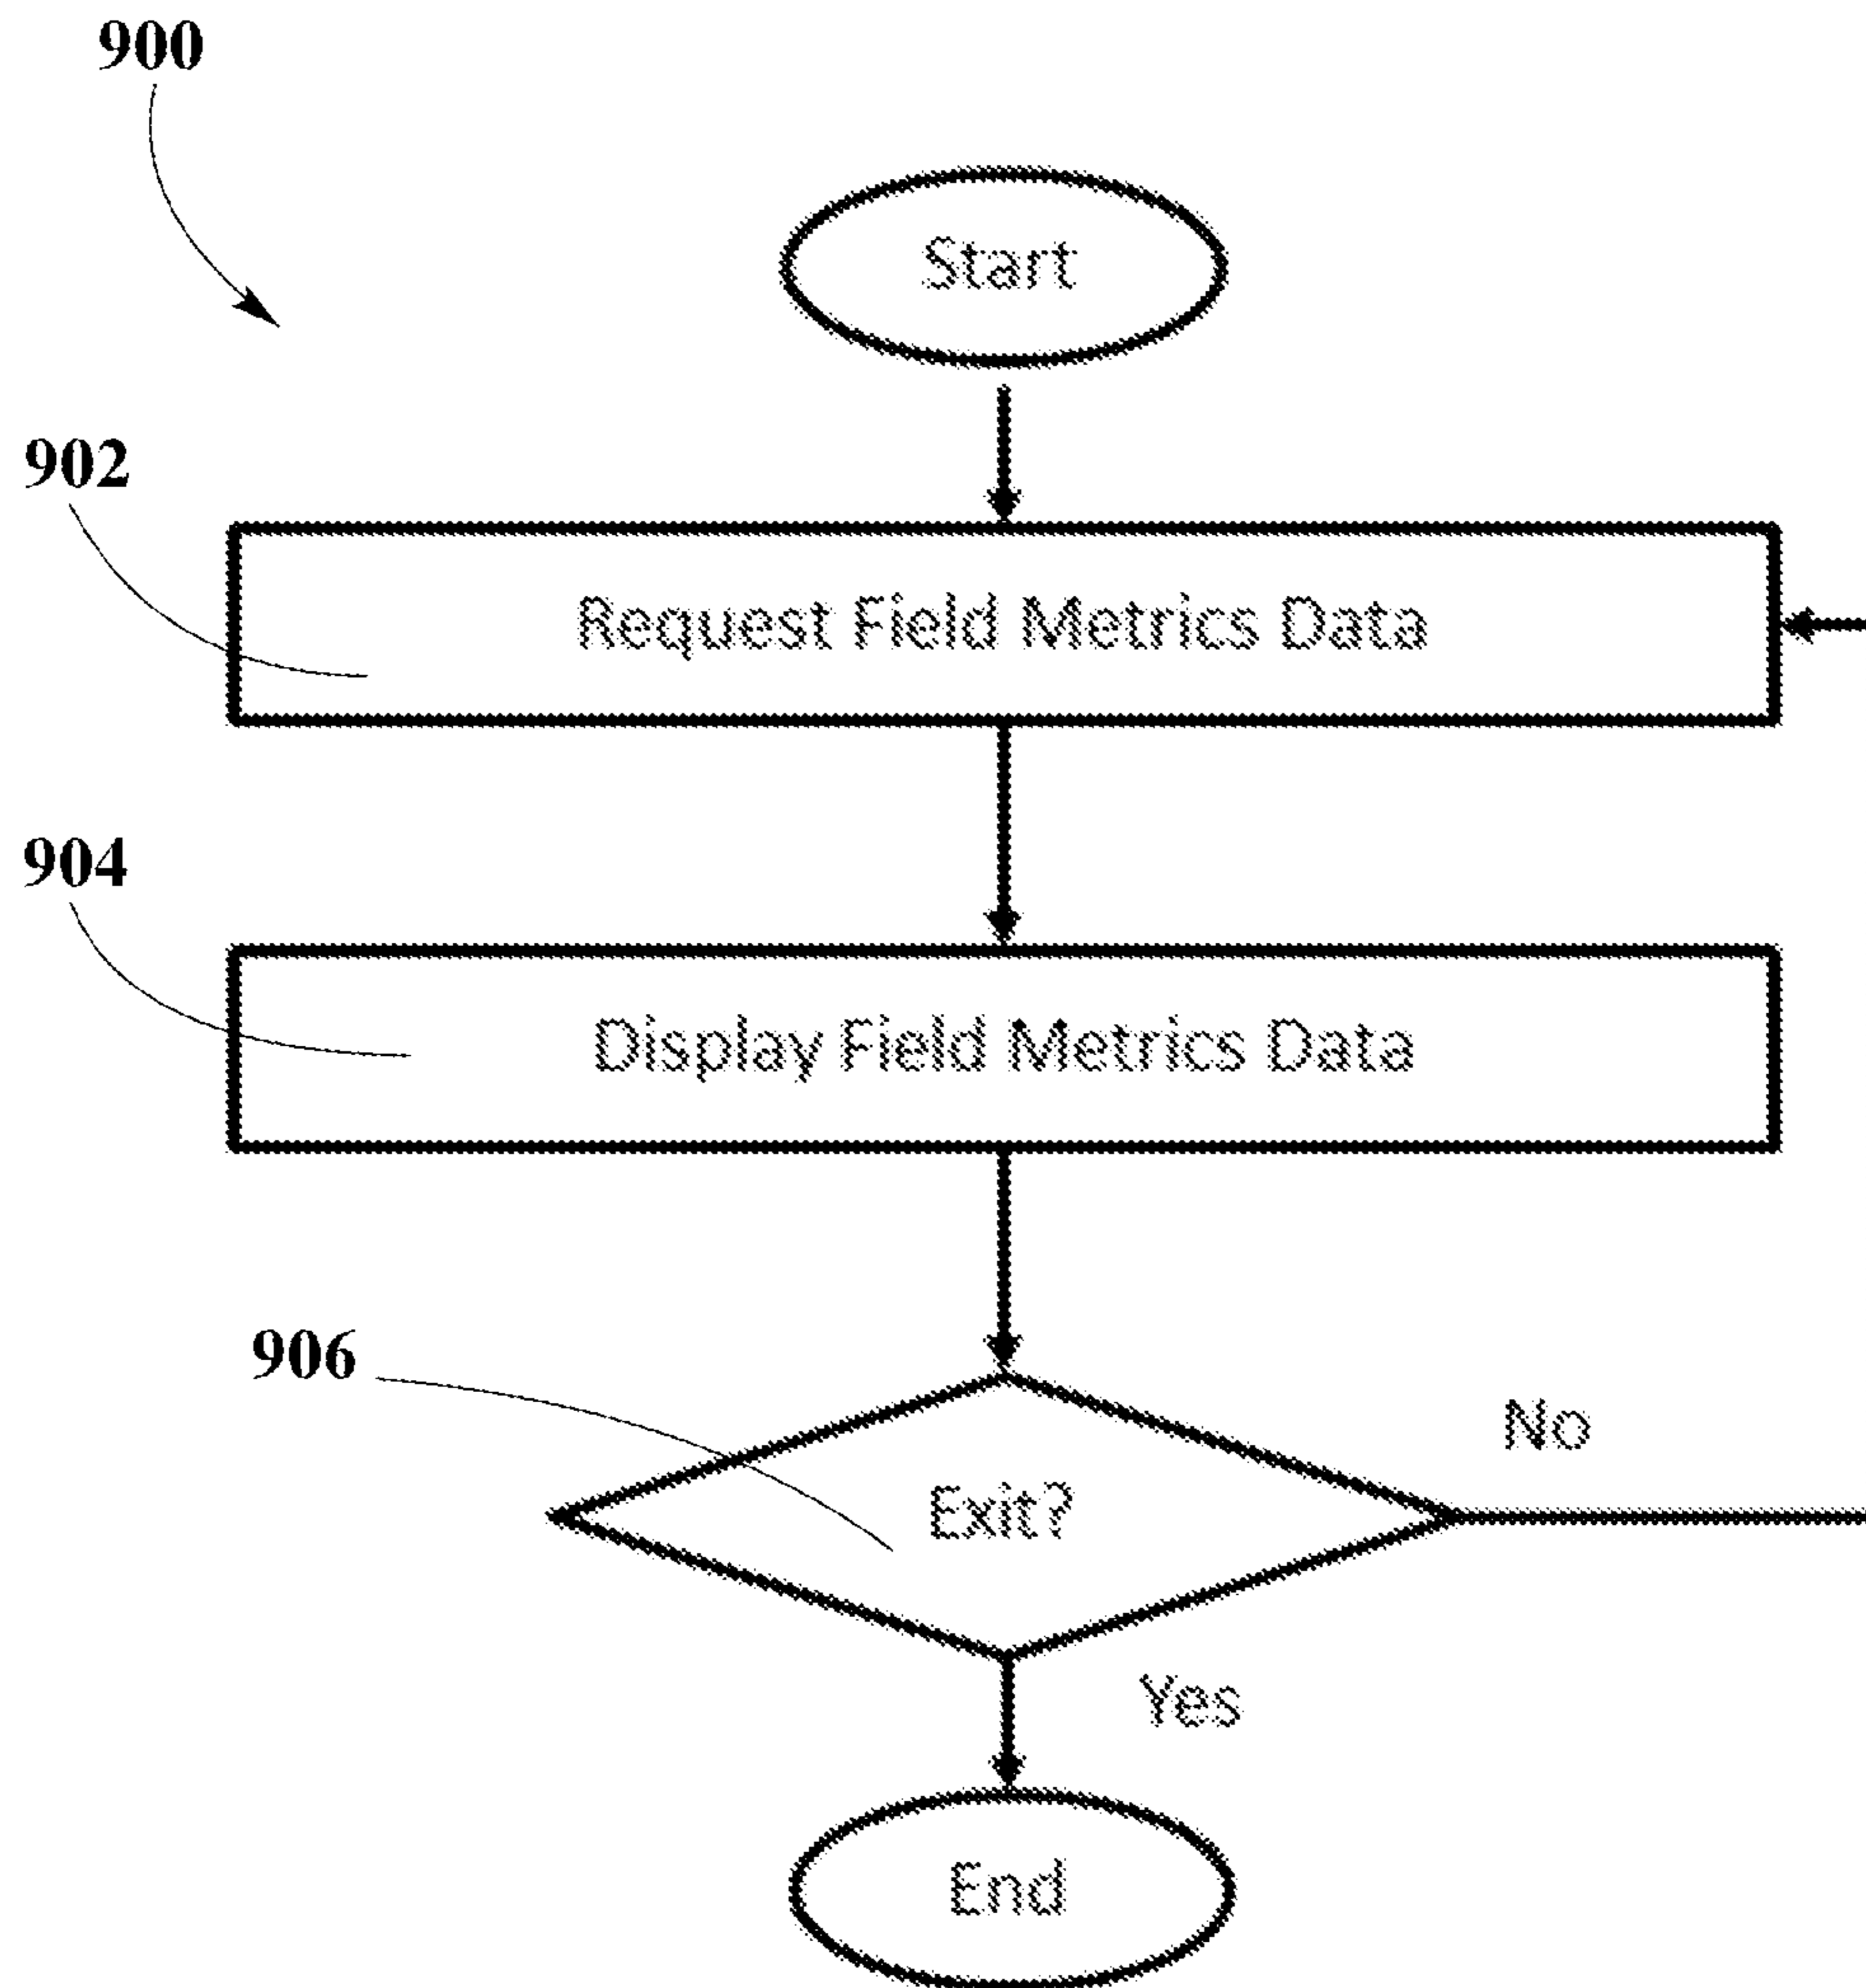 900
Start
902
Request Field Metrics Data
904
Display Field Metrics Data
906
No
Exit?
Yes
End